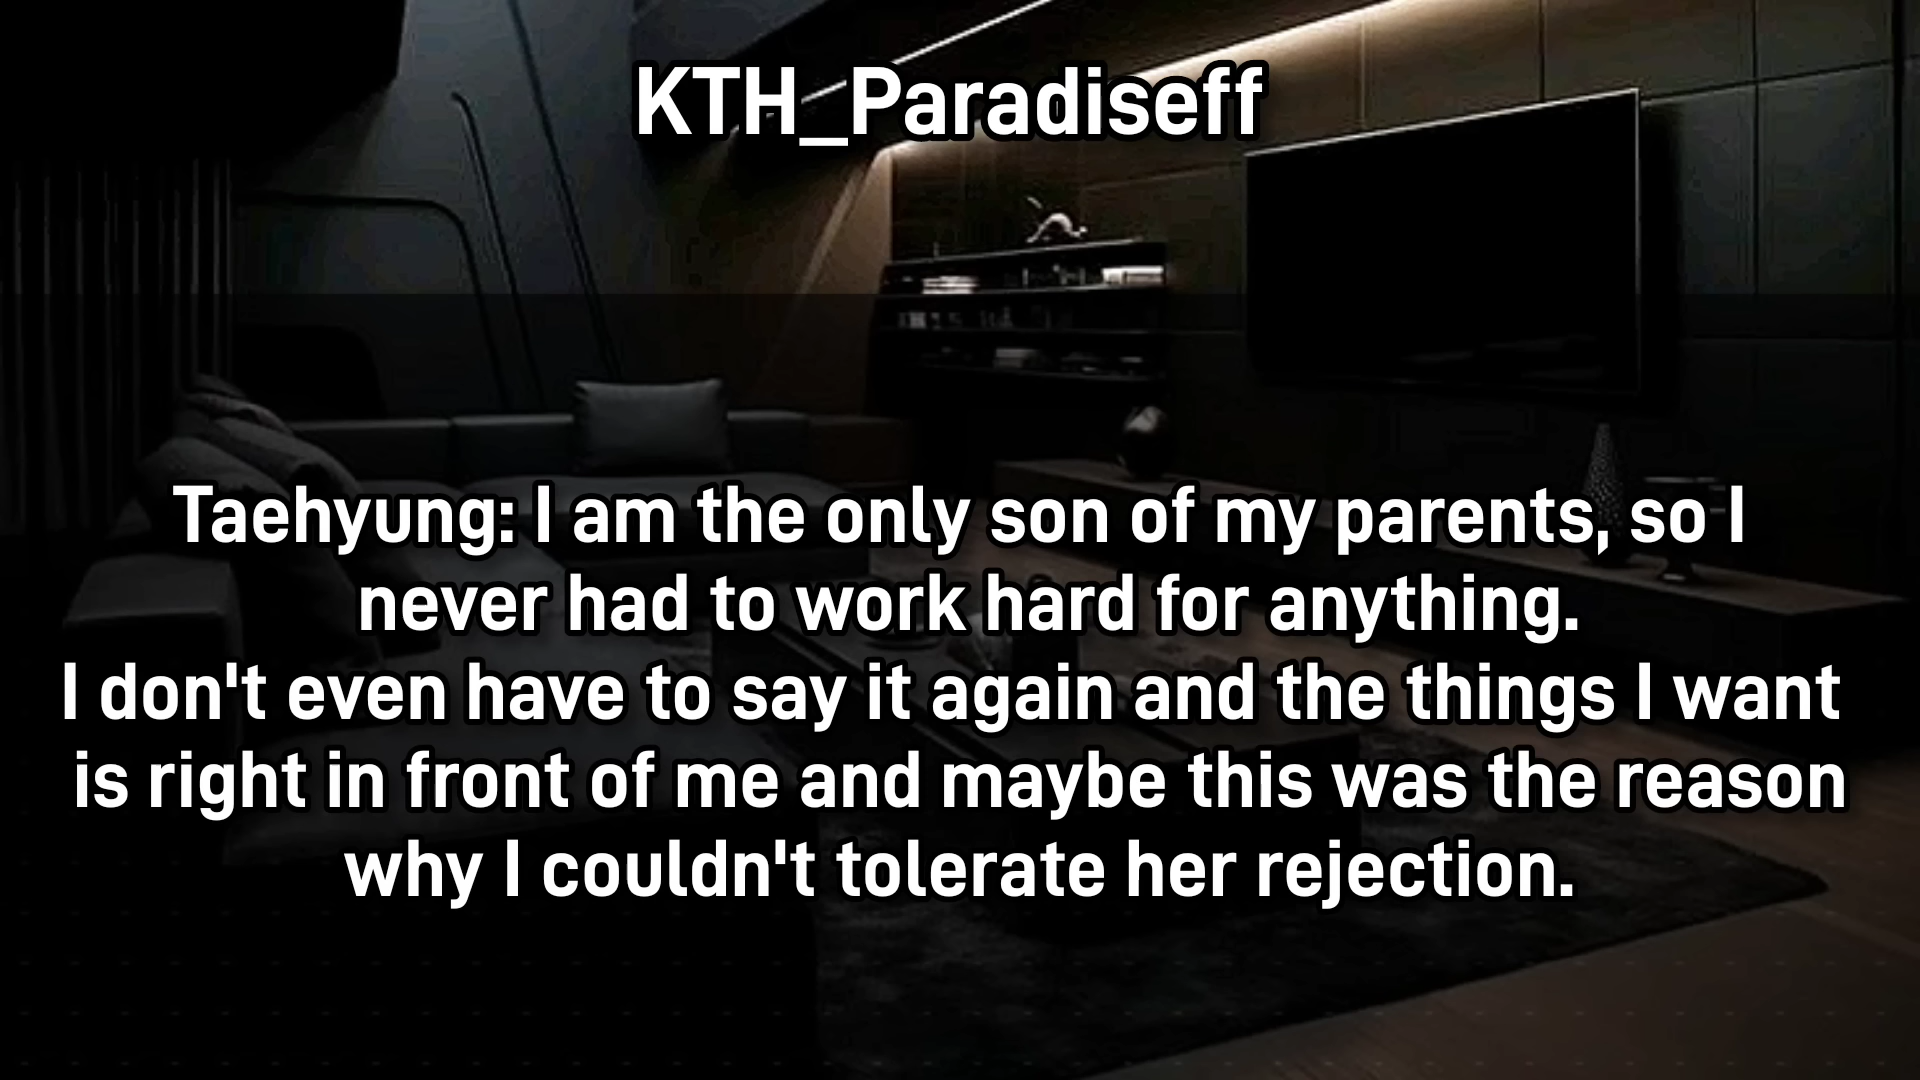 KTH_Paradiseff
Taehyung: I am the only son of my parents, so I
never had to work hard for anything.
I don't even have to say it again and the things I want
is right in front of me and maybe this was the reason
why I couldn't tolerate her rejection.